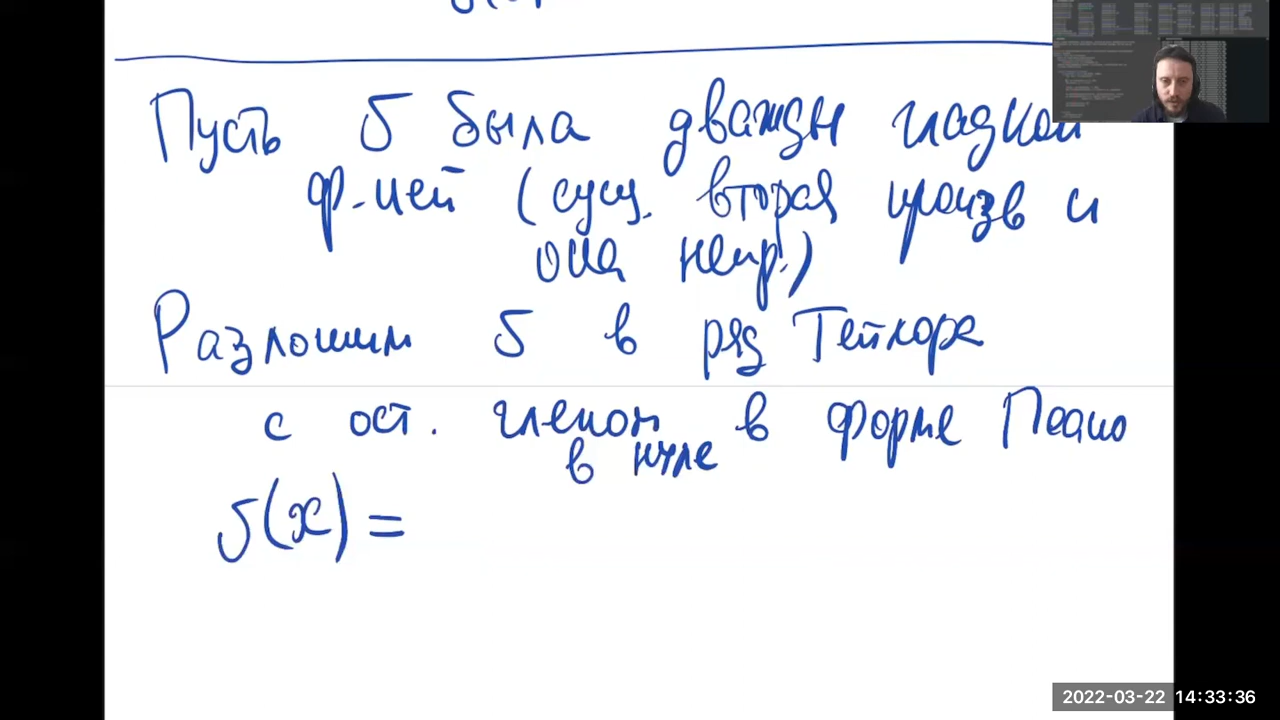 Пусть σ была дважды гладкой
ф-цей (сущ. вторая произв и
она непр.)
Разложим σ в ряд Тейлора
с ост. членом в форме Пеано
в нуле
σ(x) =
2022-03-22 14:33:36